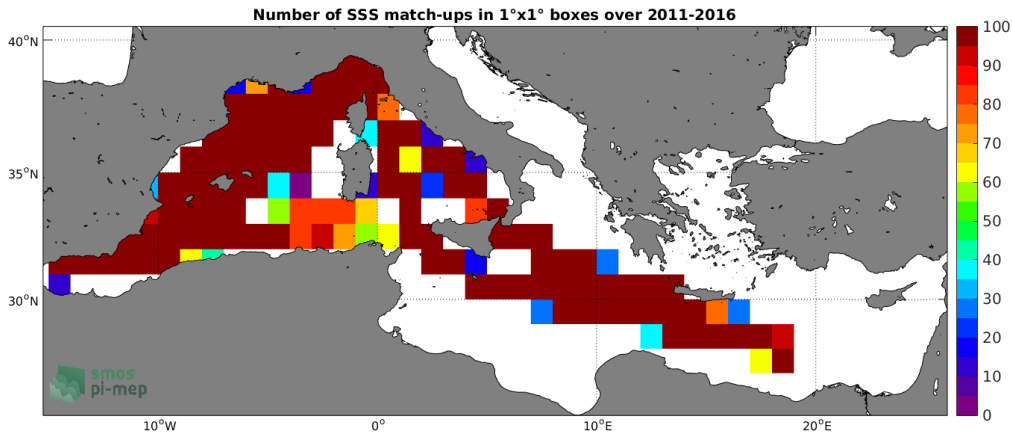 Number of SSS match-ups in 1°x1° boxes over 2011-2016
40°N
35°N
30°N
10°W
0°
10°E
20°E
100
90
80
70
60
50
40
30
20
10
0
smos
pi-mep